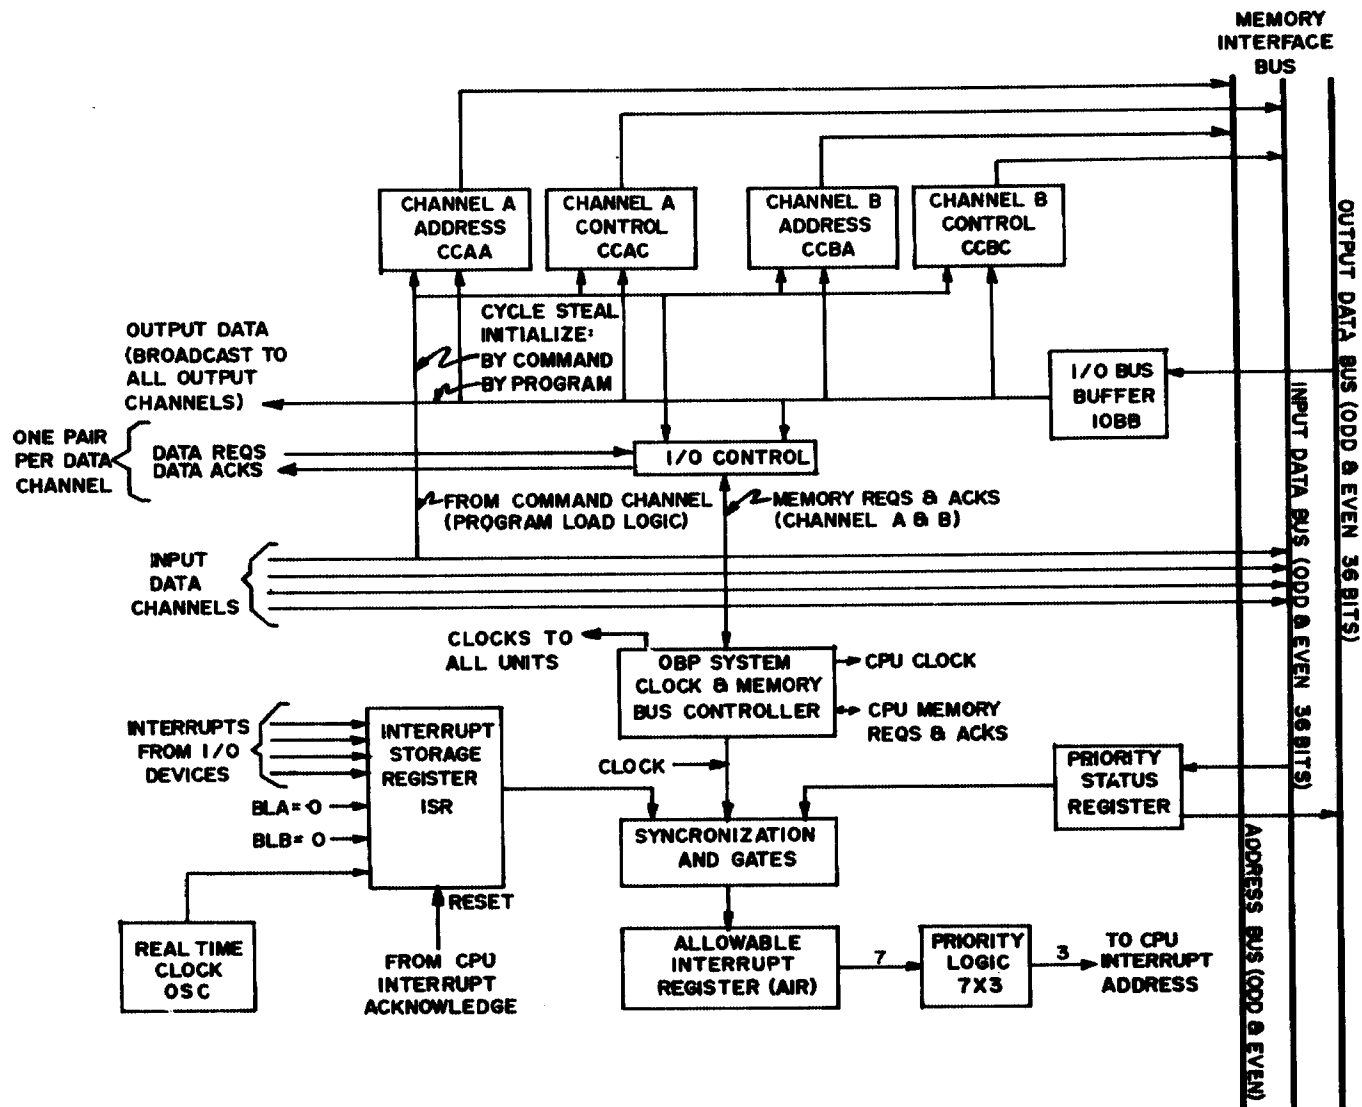 MEMORY
INTERFACE
BUS
CHANNEL A
ADDRESS
CCAA
CHANNEL A
CONTROL
CCAC
CHANNEL B
ADDRESS
CCBA
CHANNEL B
CONTROL
CCBC
OUTPUT DATA BUS (ODD & EVEN 36 BITS)
CYCLE STEAL
INITIALIZE:
BY COMMAND
BY PROGRAM
OUTPUT DATA
(BROADCAST TO
ALL OUTPUT
CHANNELS)
I/O BUS
BUFFER
IOBB
INPUT DATA BUS (ODD & EVEN 36 BITS)
ONE PAIR
PER DATA
CHANNEL
DATA REQS
DATA ACKS
I/O CONTROL
FROM COMMAND CHANNEL
(PROGRAM LOAD LOGIC)
MEMORY REQS & ACKS
(CHANNEL A & B)
INPUT
DATA
CHANNELS
CLOCKS TO
ALL UNITS
OBP SYSTEM
CLOCK & MEMORY
BUS CONTROLLER
CPU CLOCK
CPU MEMORY
REQS & ACKS
INTERRUPTS
FROM I/O
DEVICES
BLA=0
BLB=0
INTERRUPT
STORAGE
REGISTER
ISR
CLOCK
PRIORITY
STATUS
REGISTER
SYNCRONIZATION
AND GATES
ADDRESS BUS (ODD & EVEN)
RESET
REAL TIME
CLOCK
OSC
FROM CPU
INTERRUPT
ACKNOWLEDGE
ALLOWABLE
INTERRUPT
REGISTER (AIR)
7
PRIORITY
LOGIC
7X3
3
TO CPU
INTERRUPT
ADDRESS